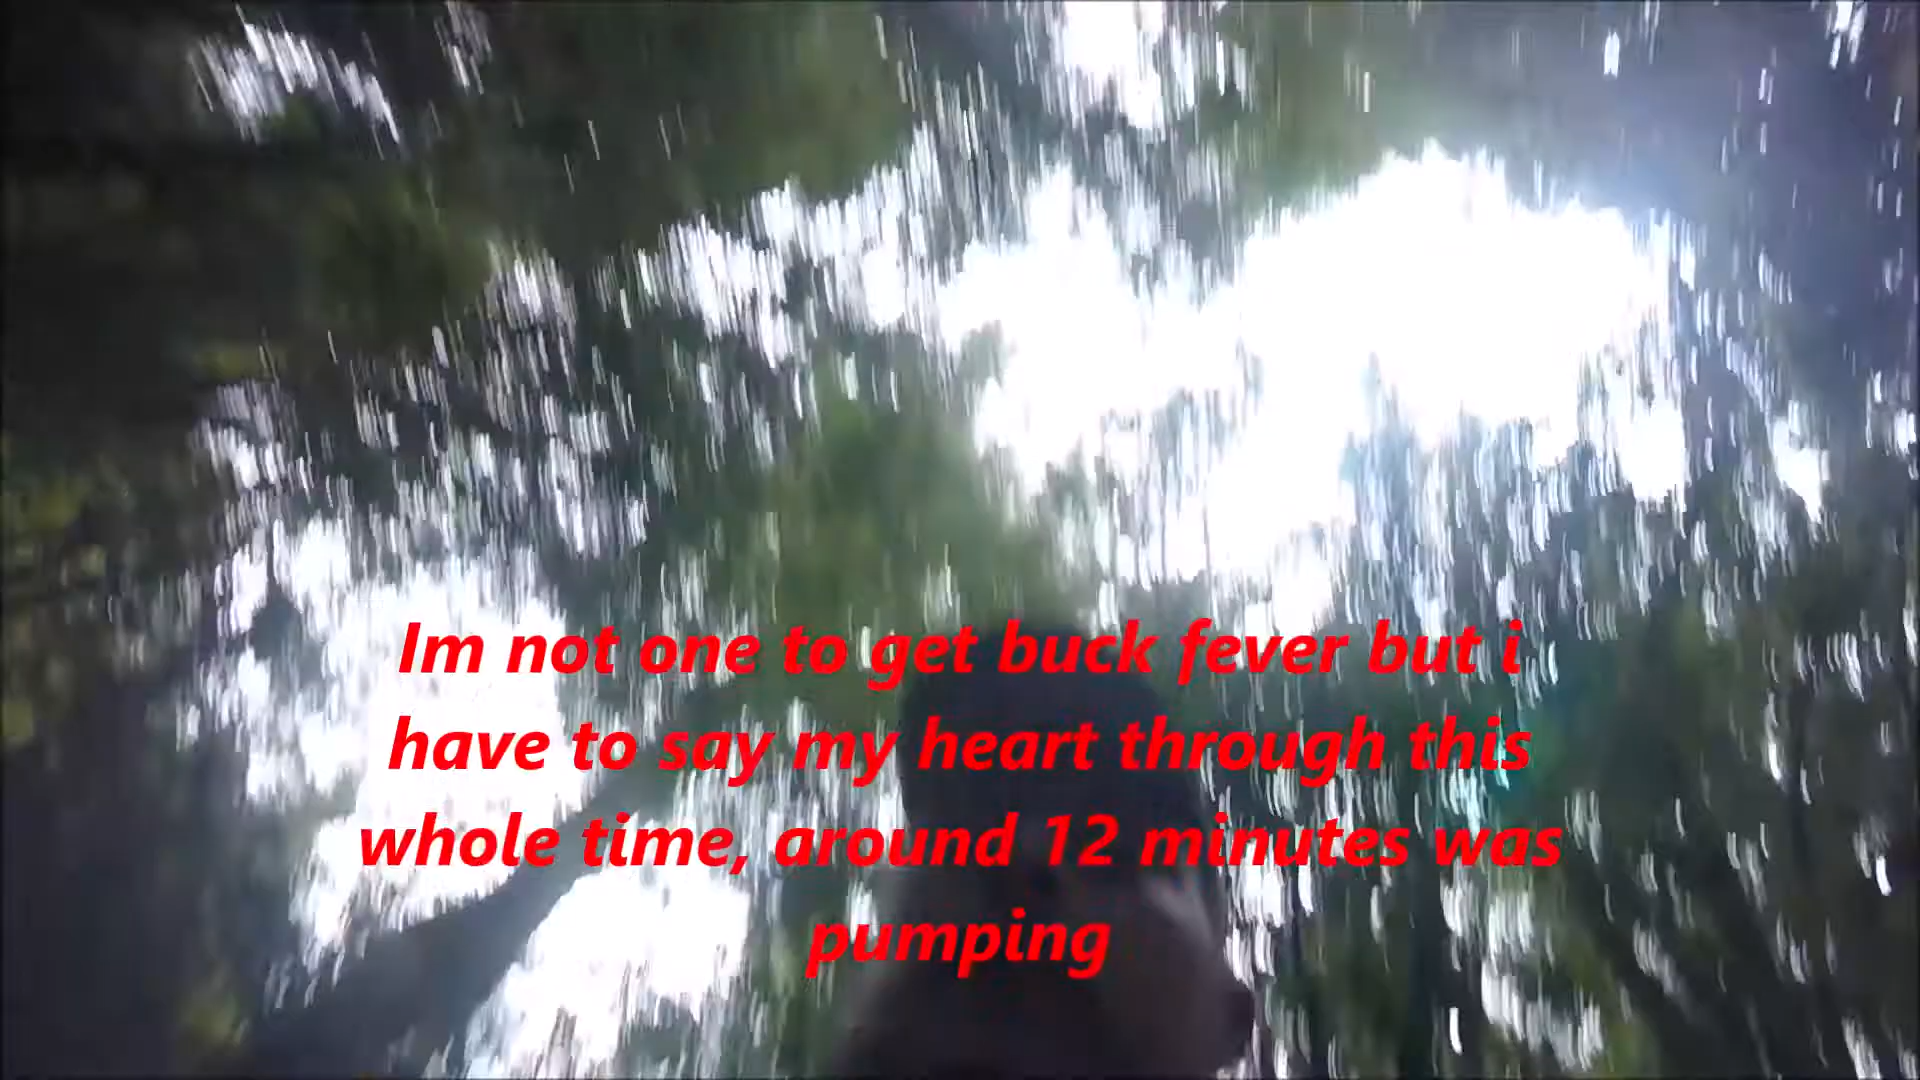 Im not one to get buck fever but i
have to say my heart through this
whole time, around 12 minutes was
pumping